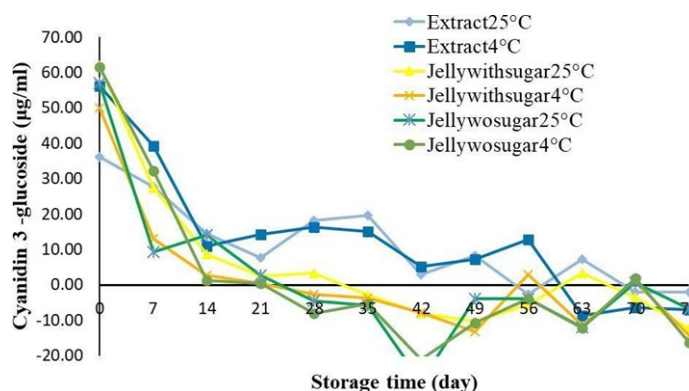 70.00
60.00
50.00
40.00
30.00
20.00
10.00
0.00
-10.00
-20.00
Cyanidin 3 -glucoside (µg/ml)
Extract25°C
Extract4°C
Jellywithsugar25°C
Jellywithsugar4°C
Jellywosugar25°C
Jellywosugar4°C
0 7 14 21 28 35 42 49 56 63 70
Storage time (day)